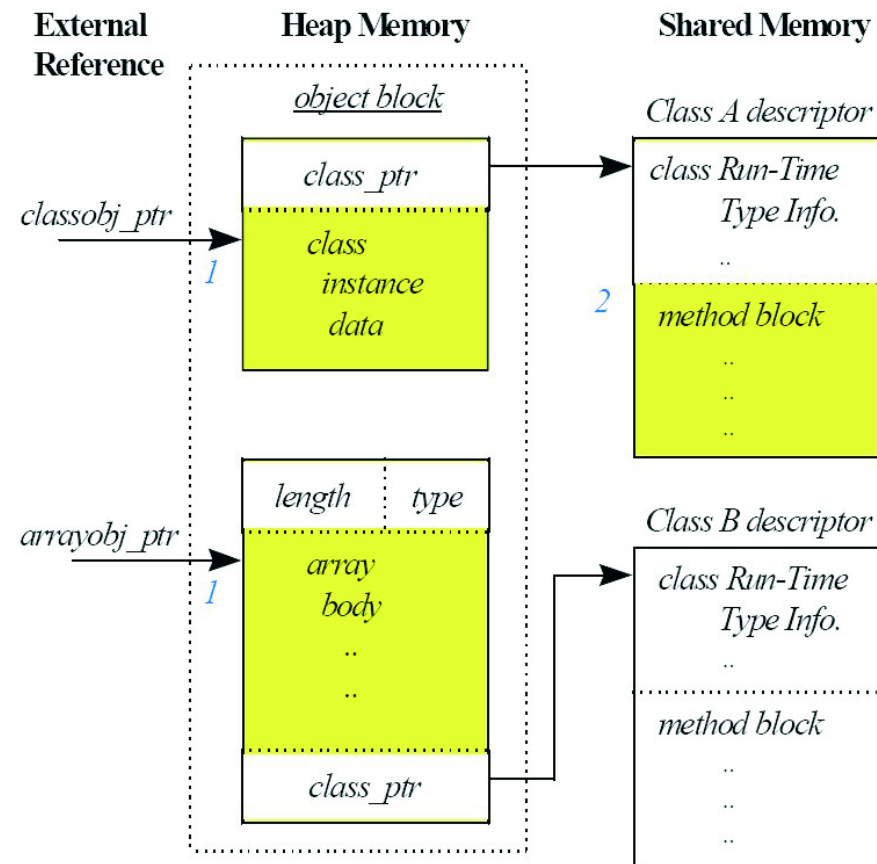 External
Reference
Heap Memory
Shared Memory
object block
class_ptr
classobj_ptr
1
class
instance
data
length
type
arrayobj_ptr
1
array
body
..
..
class_ptr
Class A descriptor
class Run-Time
Type Info.
..
2
method block
..
..
..
Class B descriptor
class Run-Time
Type Info.
..
method block
..
..
..